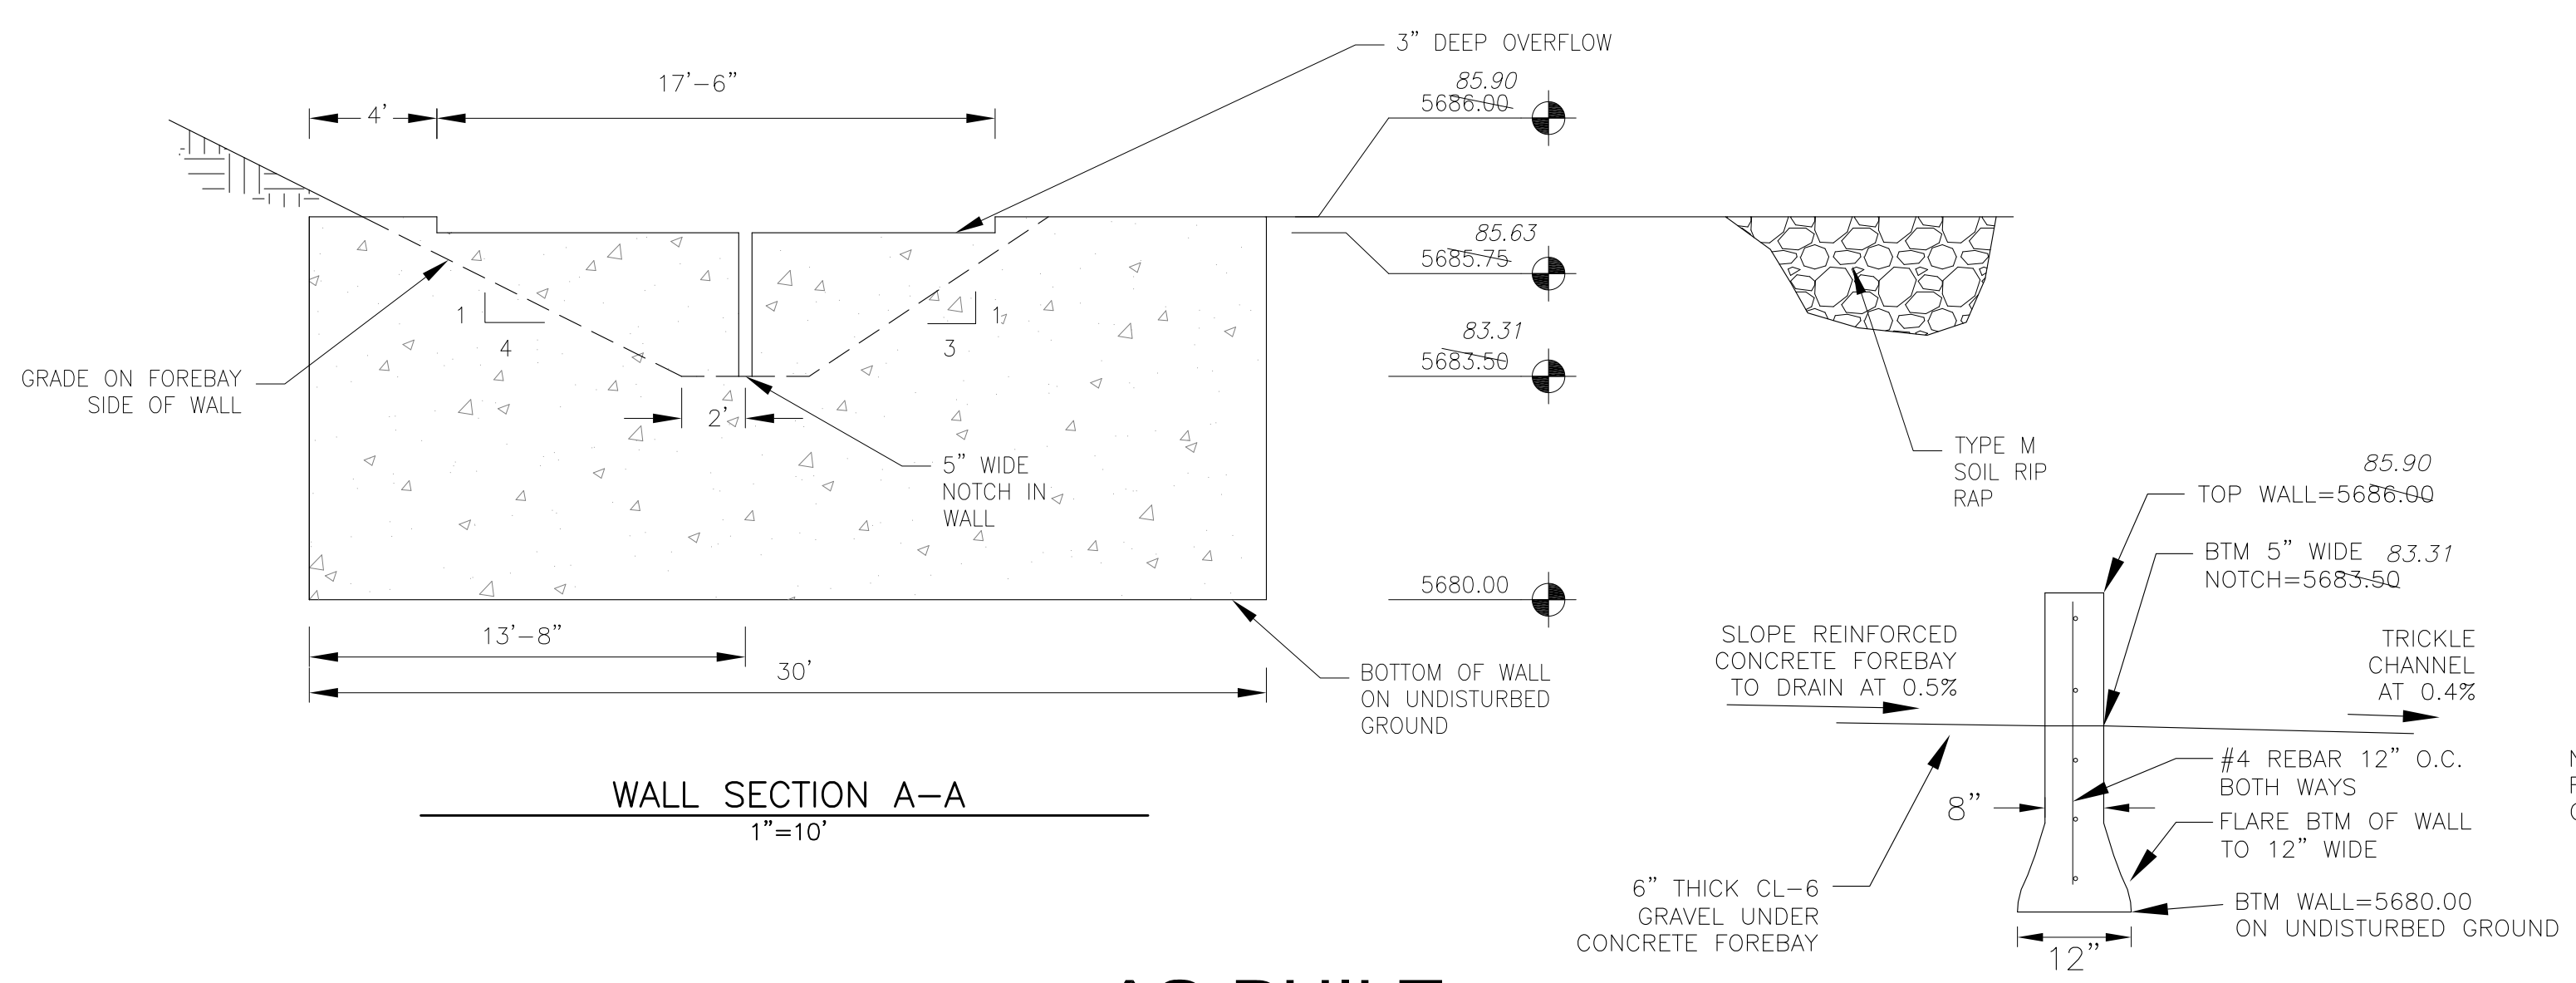 3" DEEP OVERFLOW
17'-6"
4'
85.90
5686.00
85.63
5685.75
1
4
1
3
83.31
5683.50
GRADE ON FOREBAY
SIDE OF WALL
2'
5" WIDE
NOTCH IN
WALL
TYPE M
SOIL RIP
RAP
5680.00
13'-8"
30'
BOTTOM OF WALL
ON UNDISTURBED
GROUND
WALL SECTION A-A
1"=10'
85.90
TOP WALL=5686.00
BTM 5" WIDE 83.31
NOTCH=5683.50
SLOPE REINFORCED
CONCRETE FOREBAY
TO DRAIN AT 0.5%
TRICKLE
CHANNEL
AT 0.4%
#4 REBAR 12" O.C.
BOTH WAYS
8"
FLARE BTM OF WALL
TO 12" WIDE
6" THICK CL-6
GRAVEL UNDER
CONCRETE FOREBAY
BTM WALL=5680.00
ON UNDISTURBED GROUND
12"